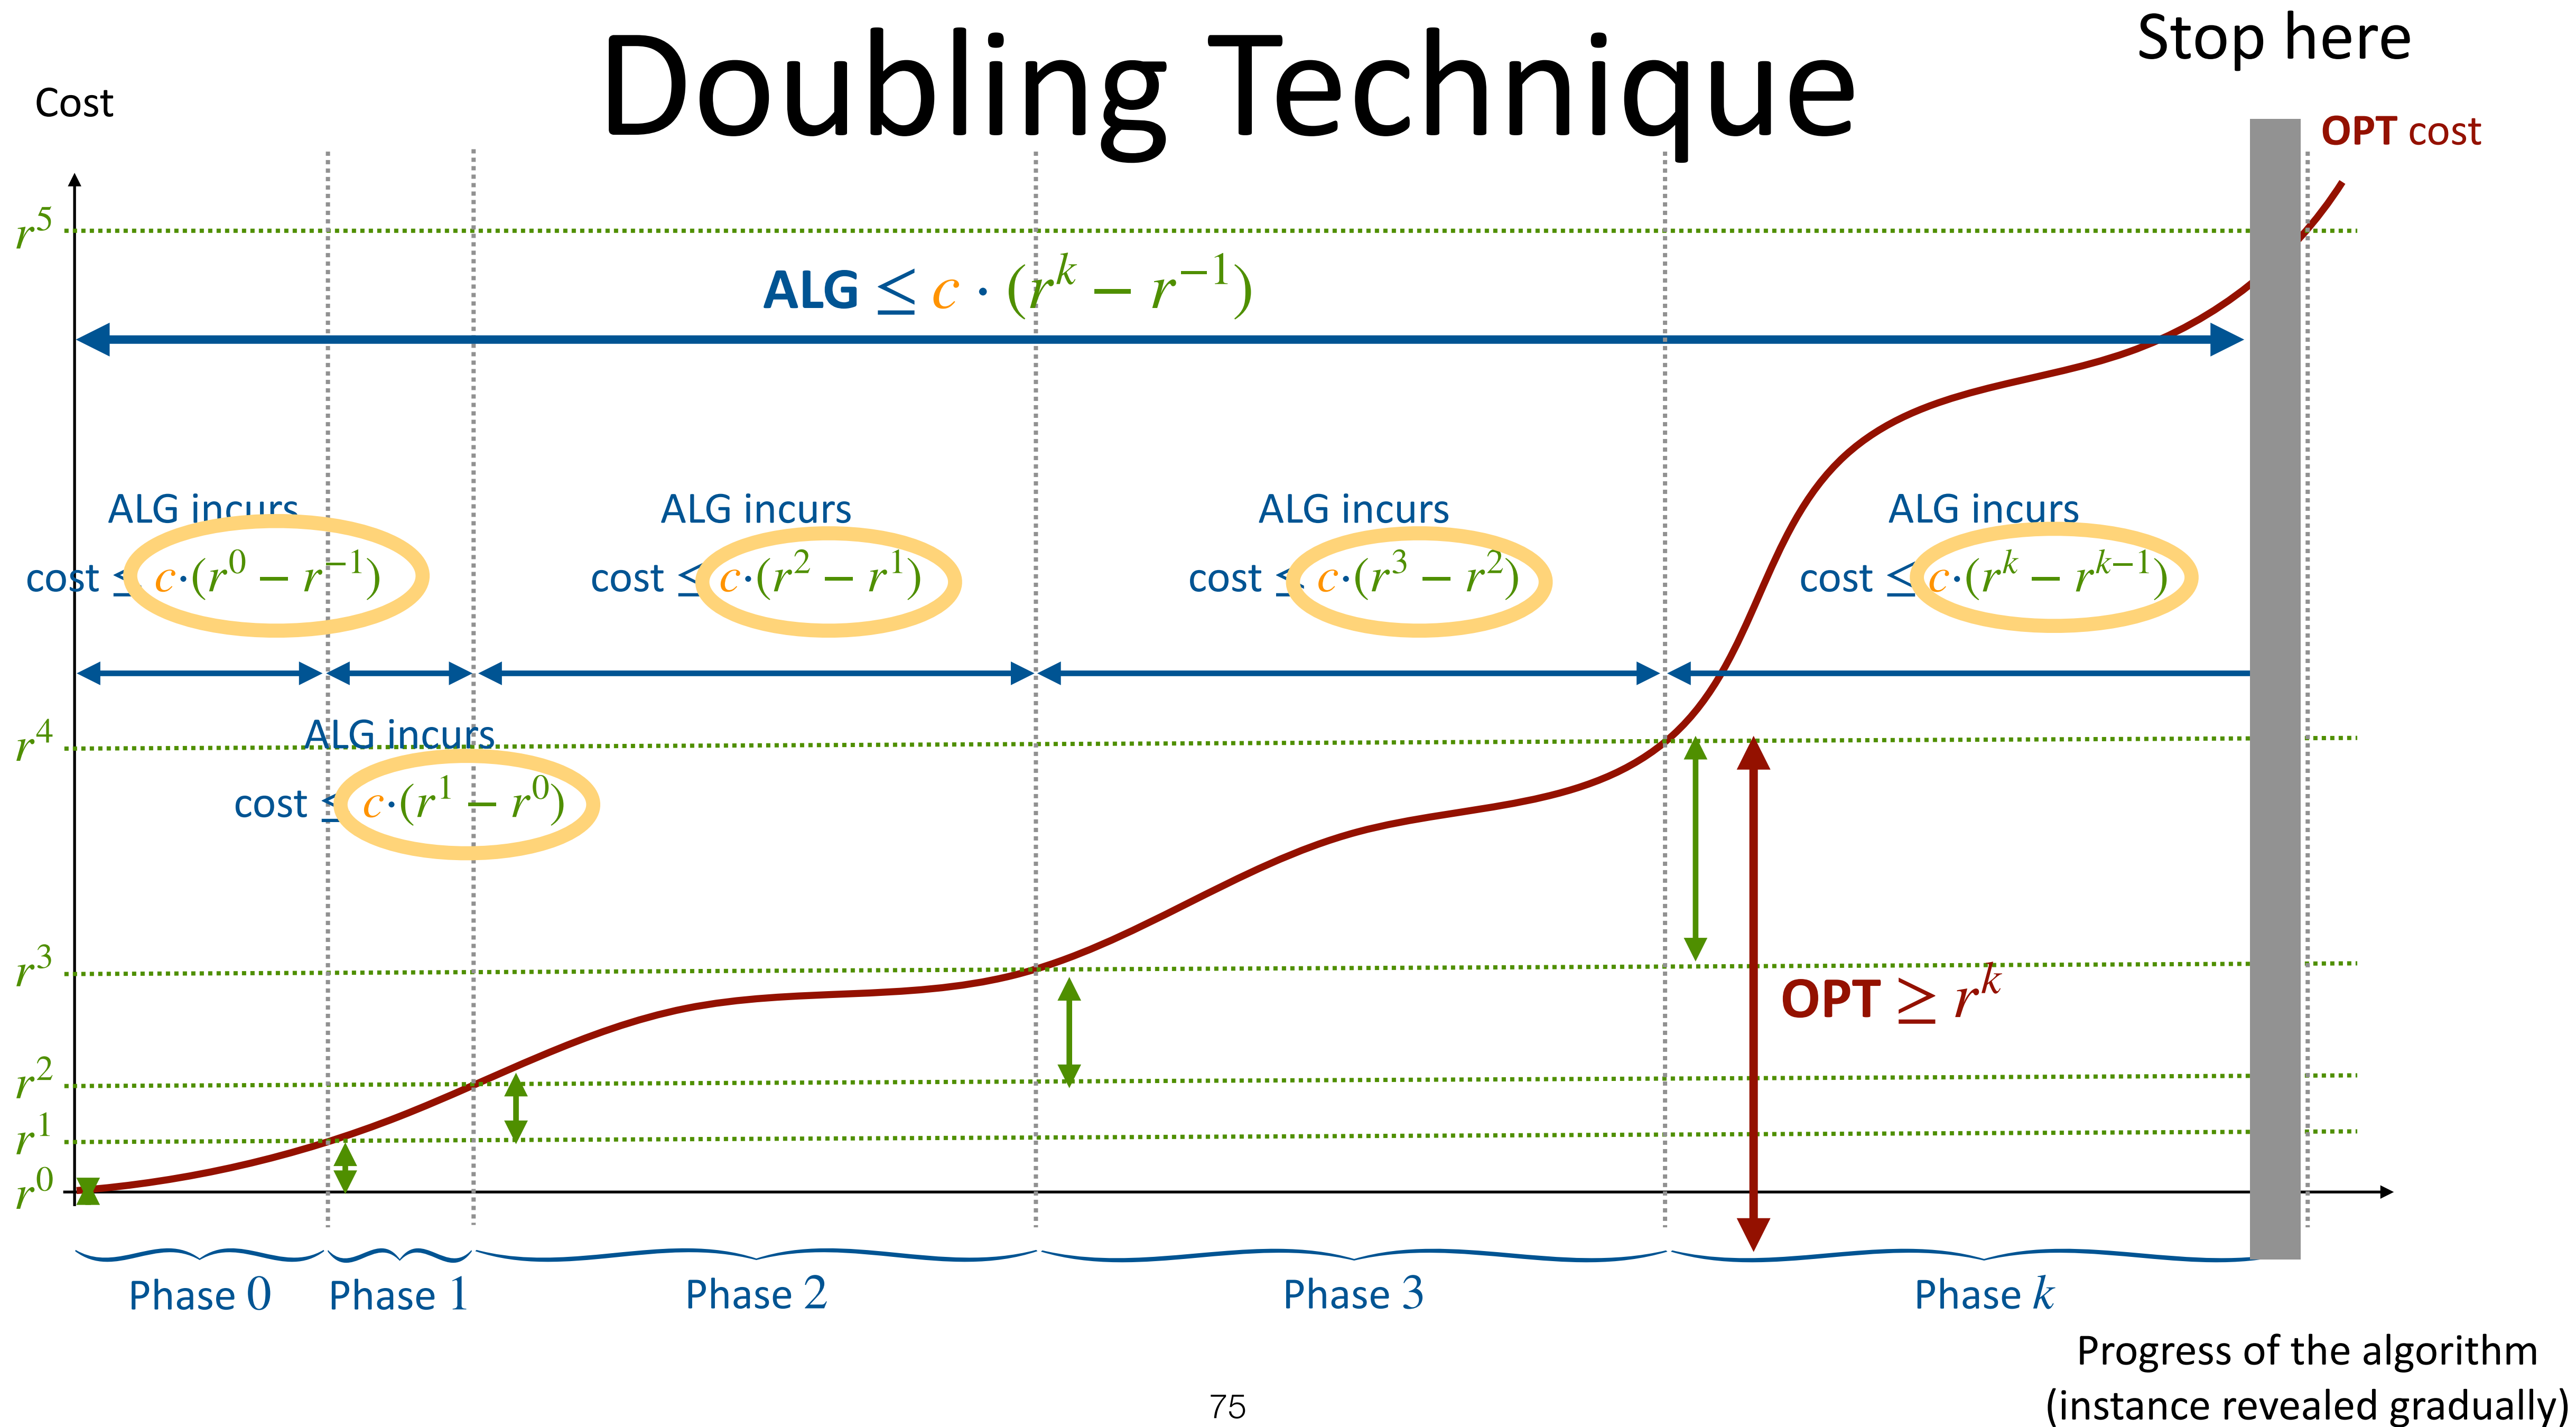 Doubling Technique
Stop here
Cost
OPT cost
r^5
ALG ≤ c · (r^k − r^{−1})
ALG incurs
cost ≤ c·(r^0 − r^{−1})
ALG incurs
cost ≤ c·(r^2 − r^1)
ALG incurs
cost ≤ c·(r^3 − r^2)
ALG incurs
cost ≤ c·(r^k − r^{k−1})
r^4
ALG incurs
cost ≤ c·(r^1 − r^0)
r^3
OPT ≥ r^k
r^2
r^1
r^0
Phase 0
Phase 1
Phase 2
Phase 3
Phase k
Progress of the algorithm
(instance revealed gradually)
75